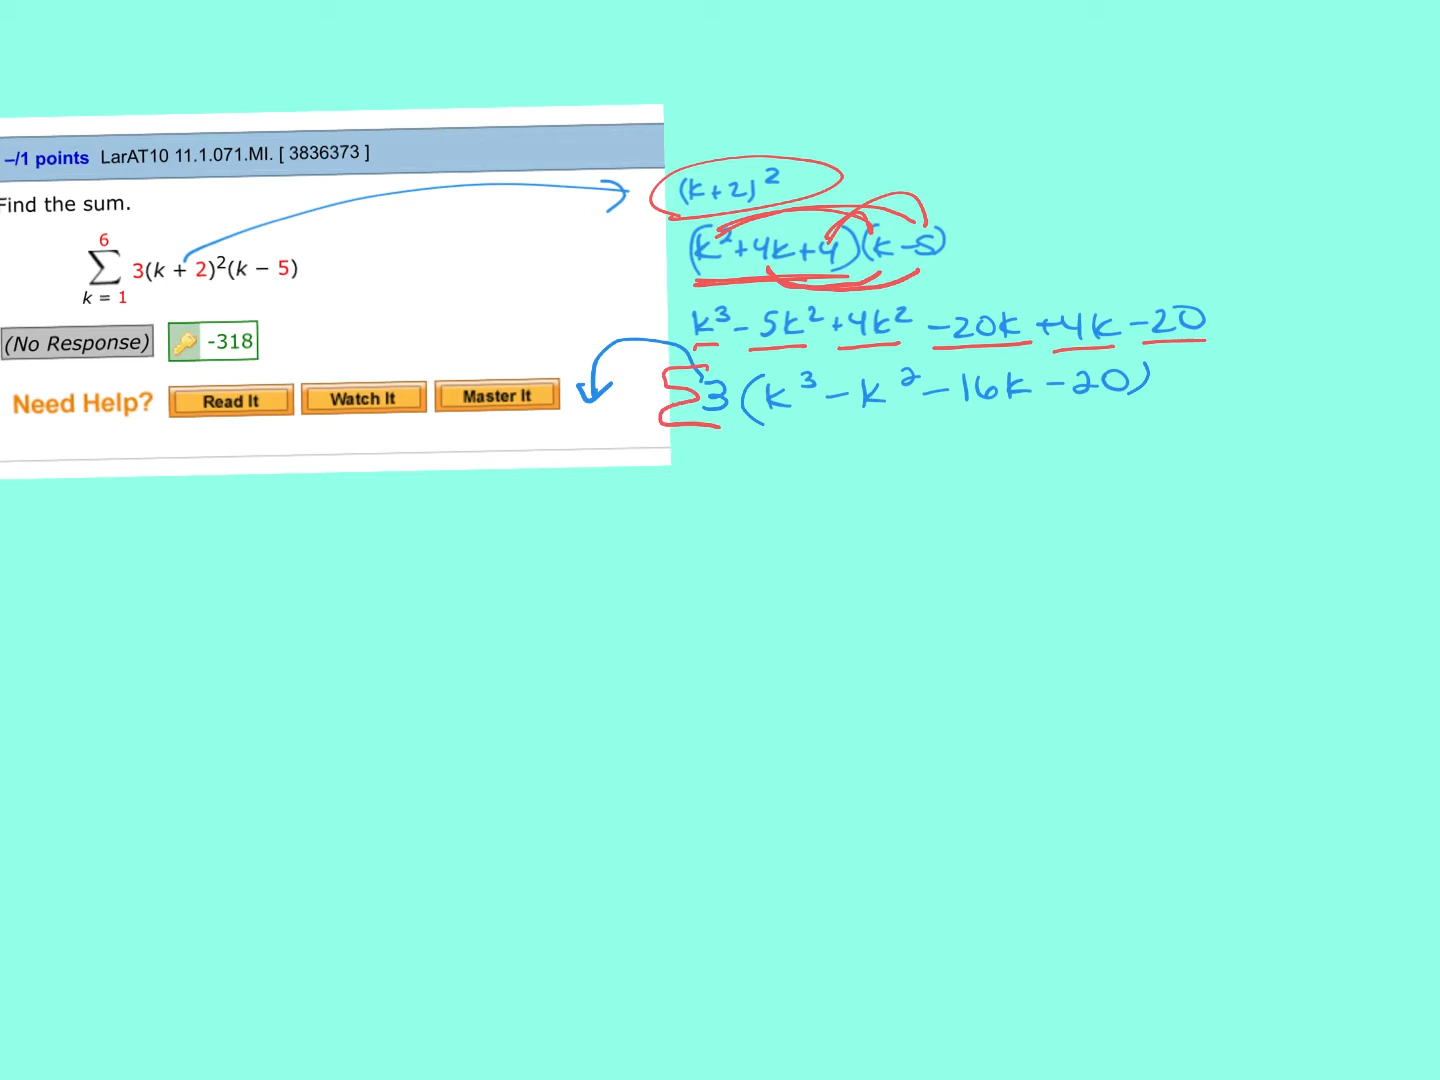 –/1 points LarAT10 11.1.071.MI. [ 3836373 ]
Find the sum.
6
∑ 3(k + 2)²(k − 5)
k = 1
(No Response) -318
Need Help? Read It Watch It Master It
(k+2)²
(k²+4k+4)(k-5)
k³ - 5k² +4k² -20k +4k -20
∑ 3(k³ - k² - 16k - 20)